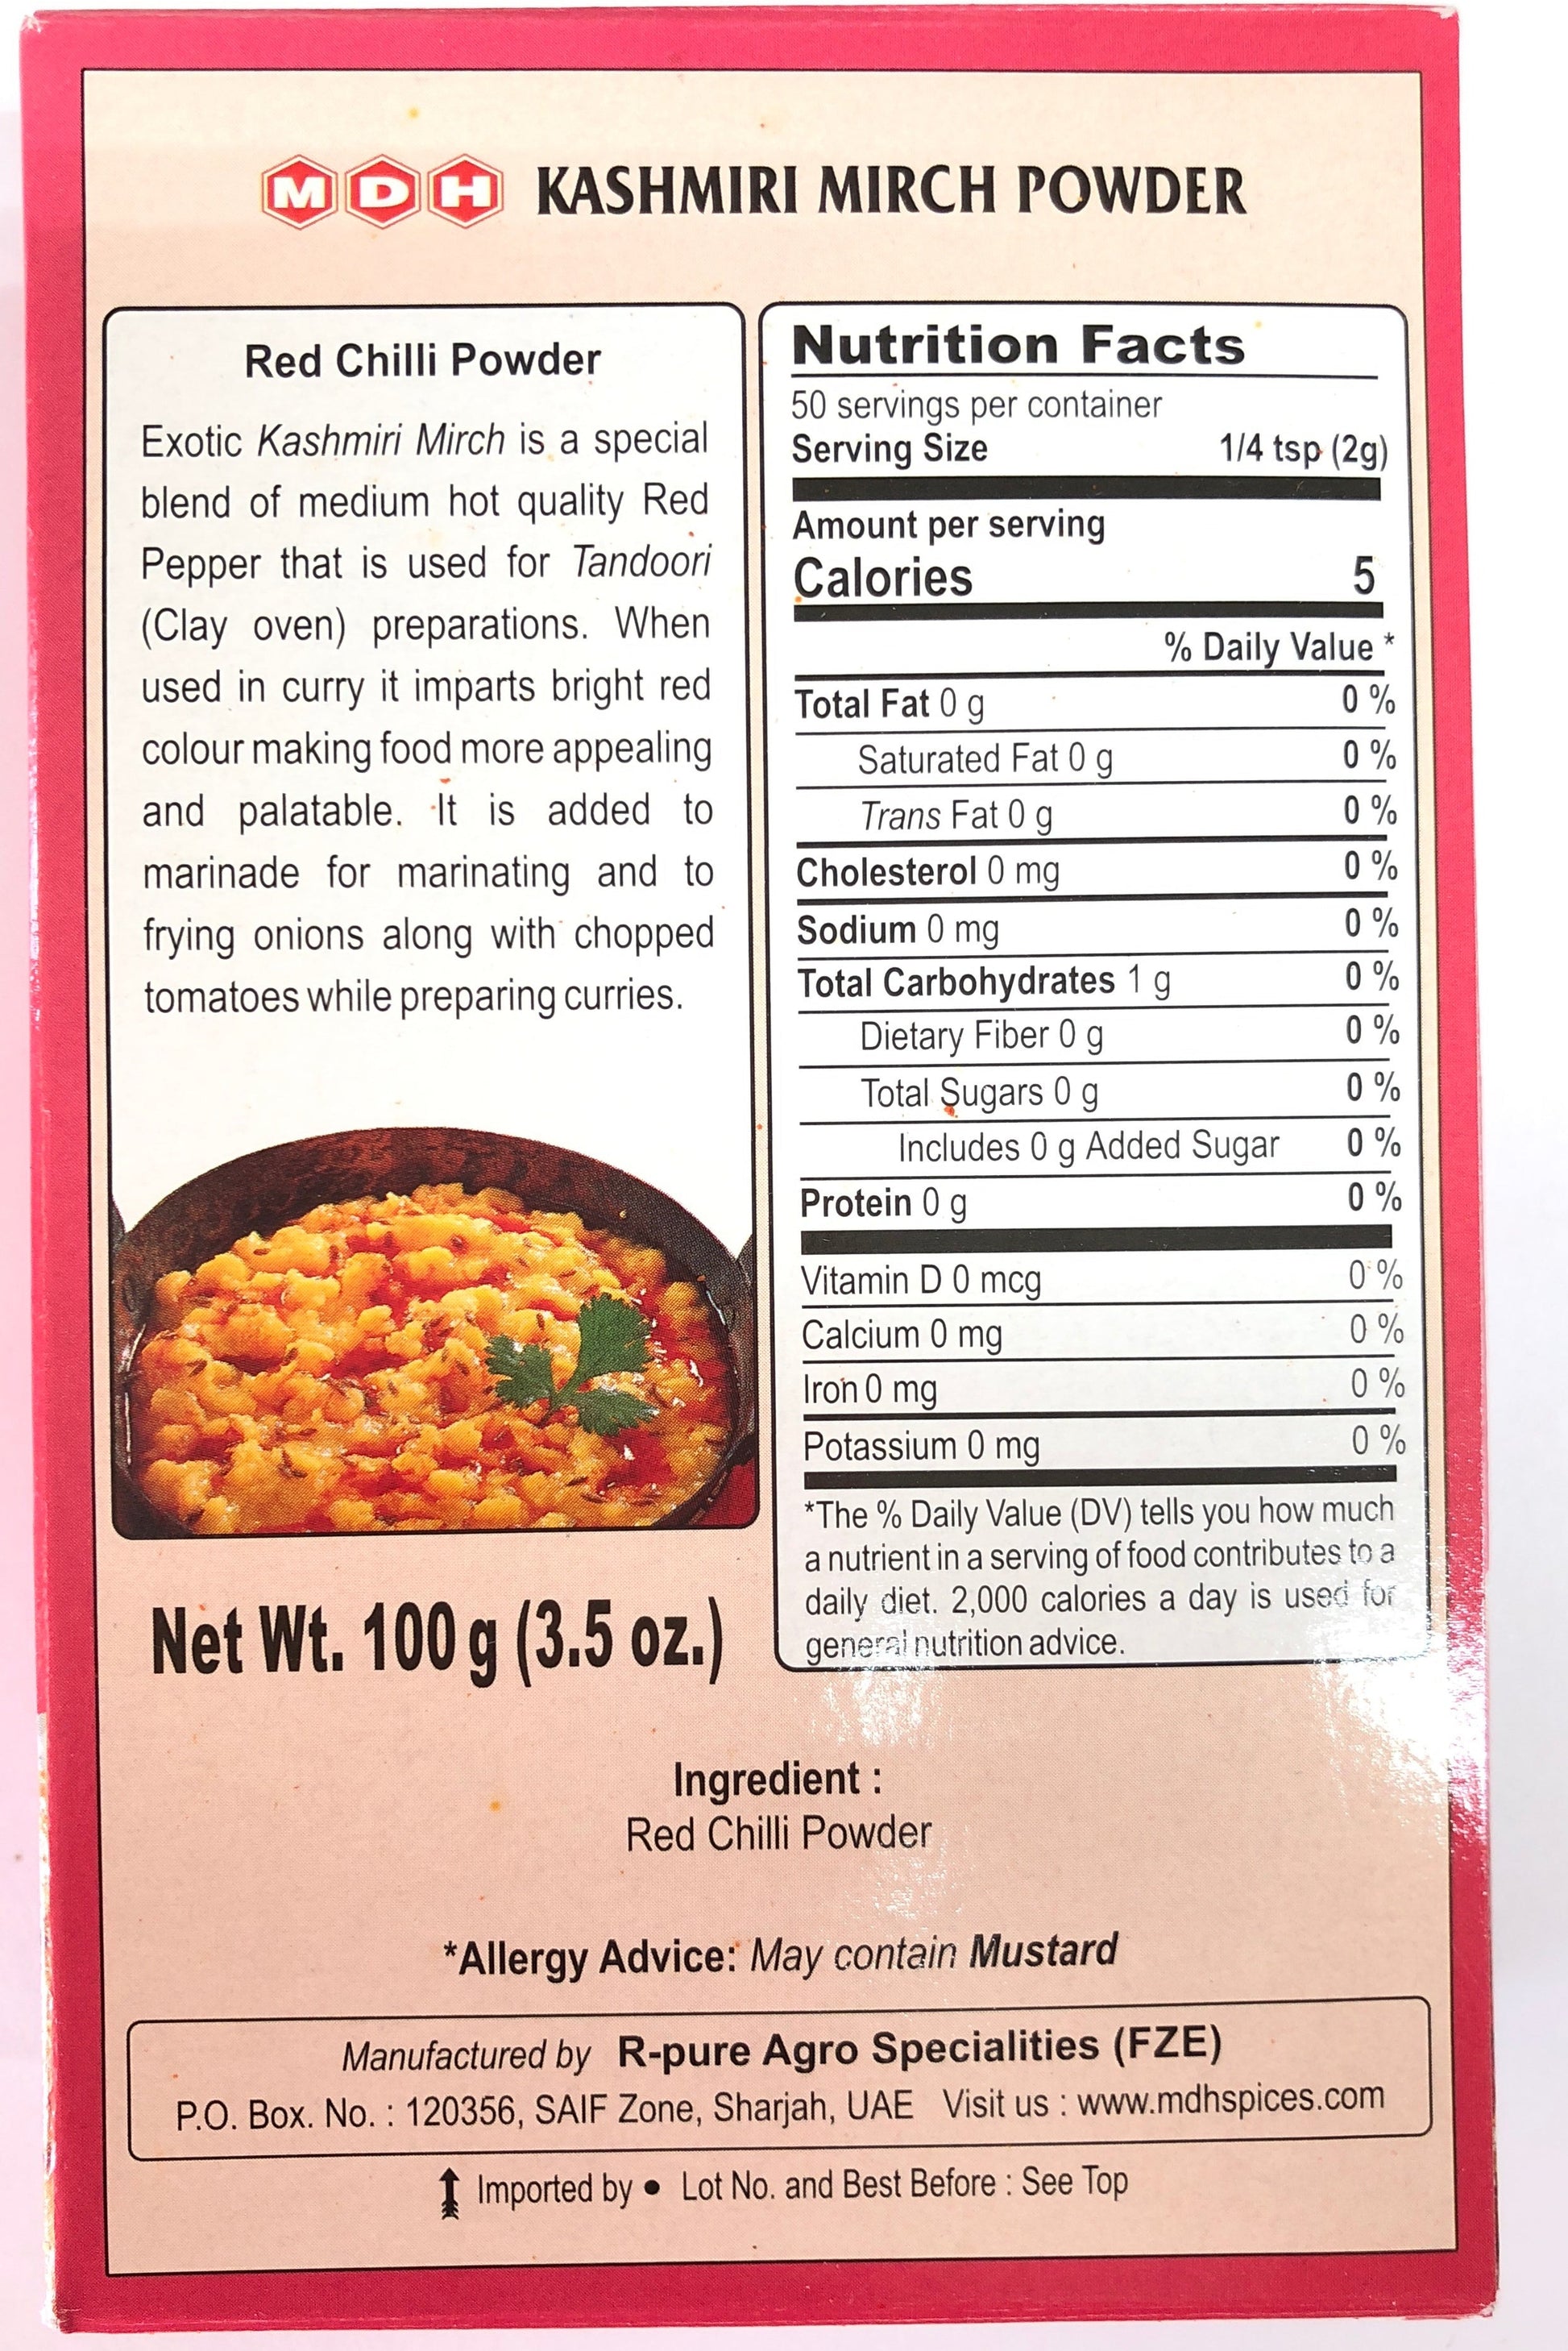 MDH KASHMIRI MIRCH POWDER
Red Chilli Powder
Exotic Kashmiri Mirch is a special
blend of medium hot quality Red
Pepper that is used for Tandoori
(Clay oven) preparations. When
used in curry it imparts bright red
colour making food more appealing
and palatable. It is added to
marinade for marinating and to
frying onions along with chopped
tomatoes while preparing curries.
Net Wt. 100 g (3.5 oz.)
Nutrition Facts
50 servings per container
Serving Size 1/4 tsp (2g)
Amount per serving
Calories 5
% Daily Value *
Total Fat 0 g 0 %
Saturated Fat 0 g 0 %
Trans Fat 0 g 0 %
Cholesterol 0 mg 0 %
Sodium 0 mg 0 %
Total Carbohydrates 1 g 0 %
Dietary Fiber 0 g 0 %
Total Sugars 0 g 0 %
Includes 0 g Added Sugar 0 %
Protein 0 g 0 %
Vitamin D 0 mcg 0 %
Calcium 0 mg 0 %
Iron 0 mg 0 %
Potassium 0 mg 0 %
*The % Daily Value (DV) tells you how much
a nutrient in a serving of food contributes to a
daily diet. 2,000 calories a day is used for
general nutrition advice.
Ingredient :
Red Chilli Powder
*Allergy Advice: May contain Mustard
Manufactured by R-pure Agro Specialities (FZE)
P.O. Box. No. : 120356, SAIF Zone, Sharjah, UAE Visit us : www.mdhspices.com
Imported by • Lot No. and Best Before : See Top